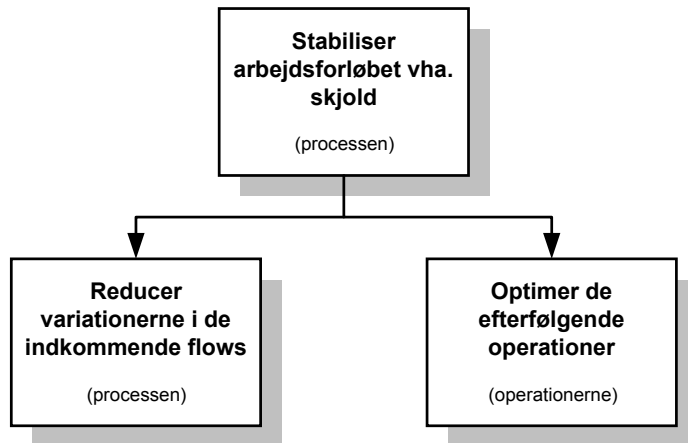 Stabiliser
arbejdsforløbet vha.
skjold
(processen)
Reducer
variationerne i de
indkommende flows
(processen)
Optimer de
efterfølgende
operationer
(operationerne)